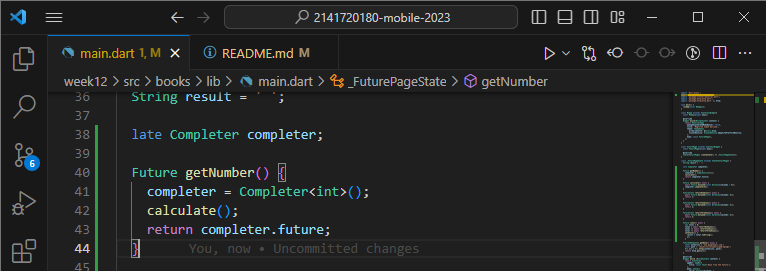 2141720180-mobile-2023
main.dart 1, M
README.md M
week12 > src > books > lib > main.dart > _FuturePageState > getNumber
36 String result = ' ';
37
38 late Completer completer;
39
40 Future getNumber() {
41 completer = Completer<int>();
42 calculate();
43 return completer.future;
44 } You, now • Uncommitted changes
45
6